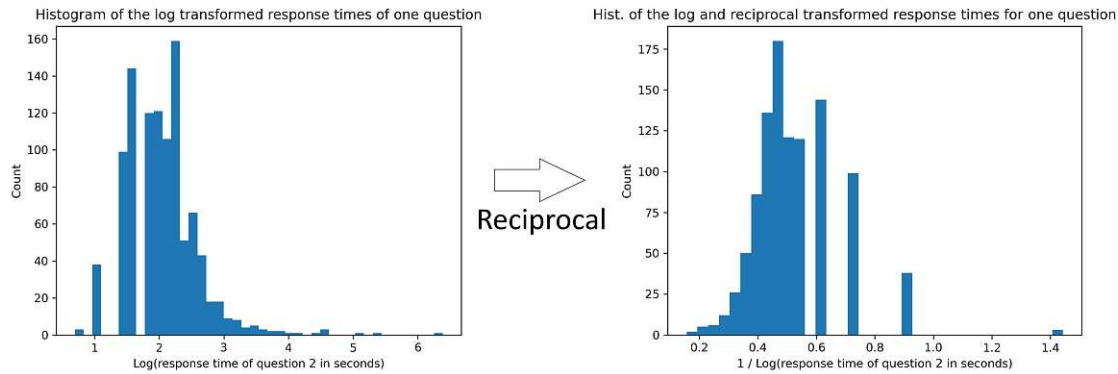 Histogram of the log transformed response times of one question
160
140
120
100
80
60
40
20
0
Count
1 2 3 4 5 6
Log(response time of question 2 in seconds)
Reciprocal
Hist. of the log and reciprocal transformed response times for one question
175
150
125
100
75
50
25
0
Count
0.2 0.4 0.6 0.8 1.0 1.2 1.4
1 / Log(response time of question 2 in seconds)